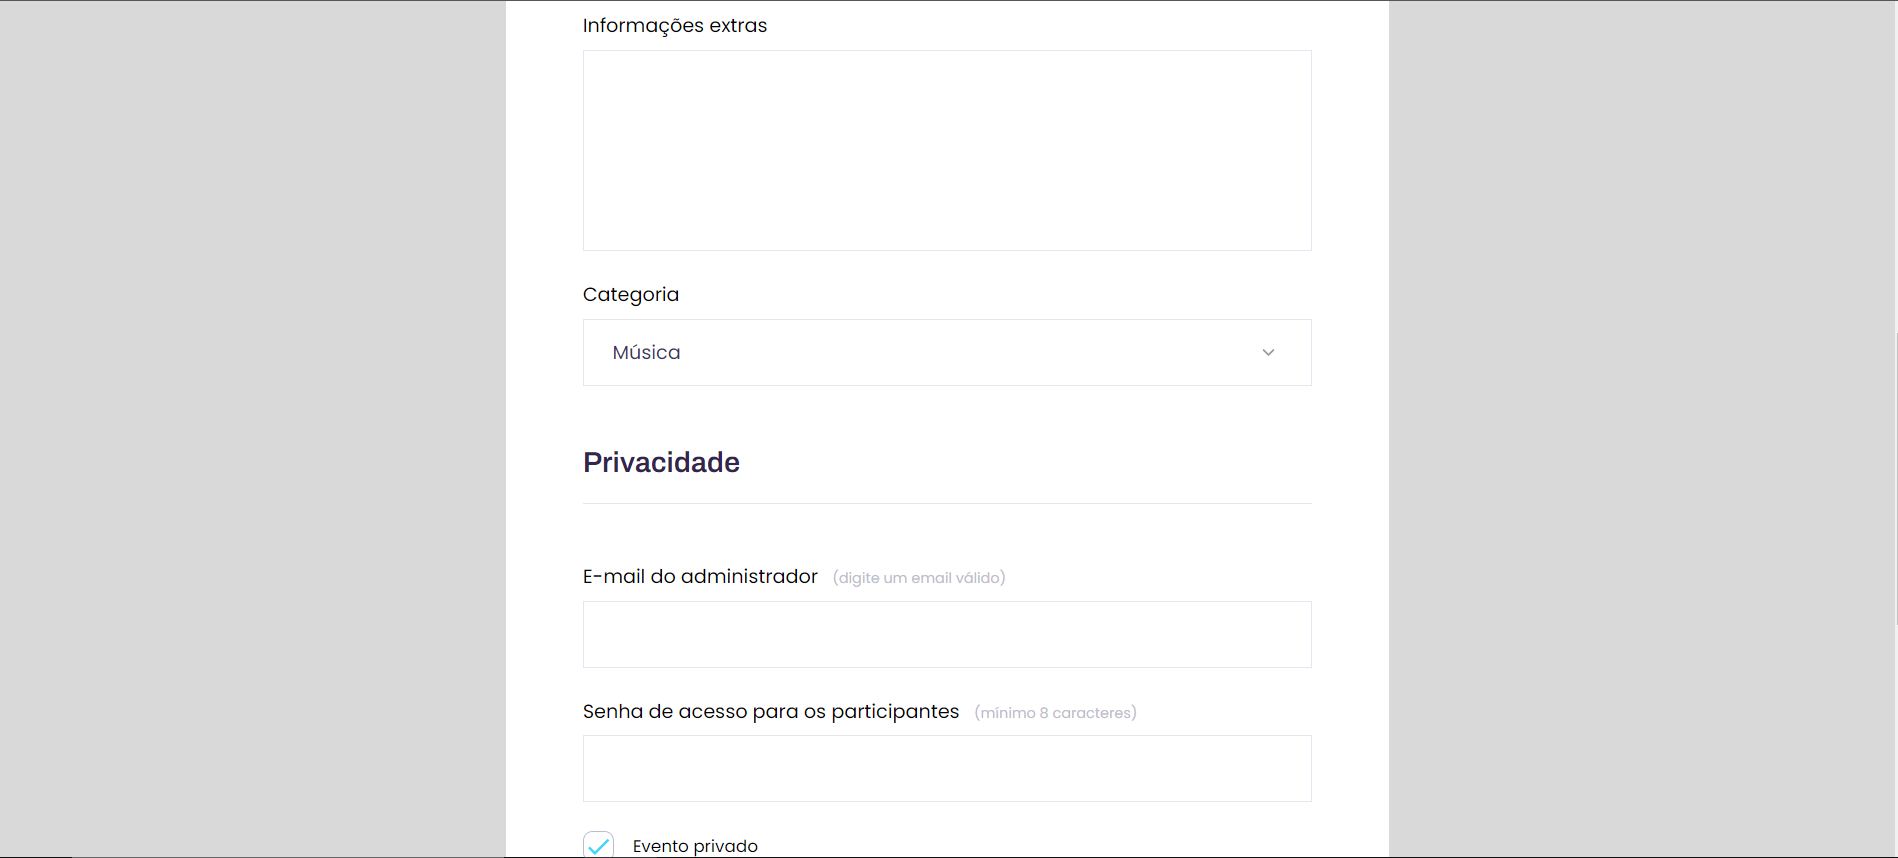 Informações extras
Categoria
Música
Privacidade
E-mail do administrador (digite um email válido)
Senha de acesso para os participantes (mínimo 8 caracteres)
Evento privado